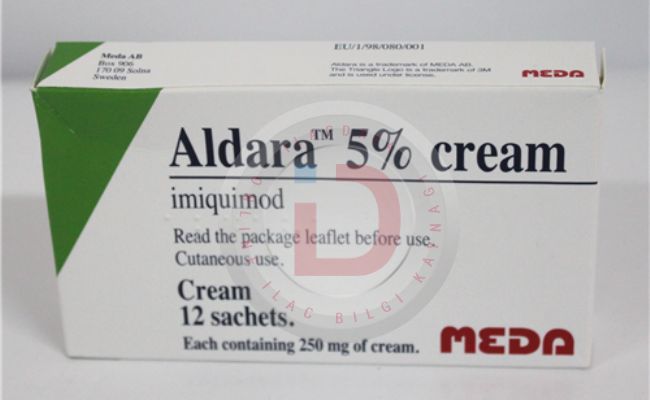 Meda AB
Box 906
170 09 Solna
Sweden
EU/1/98/080/001
Aldara is a trademark of MEDA AB.
The Triangle Logo is a trademark of 3M
and is used under license.
MEDA
Aldara™ 5% cream
imiquimod
Read the package leaflet before use.
Cutaneous use.
Cream
12 sachets.
Each containing 250 mg of cream.
MEDA
İLAÇ BİLGİ KAYNAĞI